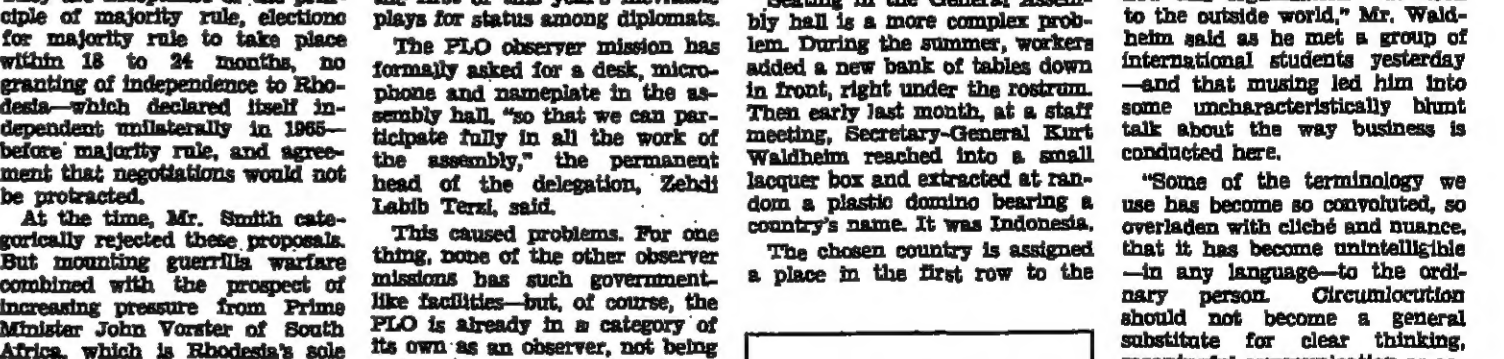 ciple of majority rule, elections
for majority rule to take place
within 18 to 24 months, no
granting of independence to Rho-
desia—which declared itself in-
dependent unilaterally in 1965—
before majority rule, and agree-
ment that negotiations would not
be protracted.
At the time, Mr. Smith cate-
gorically rejected these proposals.
But mounting guerrilla warfare
combined with the prospect of
increasing pressure from Prime
Minister John Vorster of South
Africa, which is Rhodesia's sole
plays for status among diplomats.
The PLO observer mission has
formally asked for a desk, micro-
phone and nameplate in the as-
sembly hall, "so that we can par-
ticipate fully in all the work of
the assembly," the permanent
head of the delegation, Zehdi
Labib Terzi, said.
This caused problems. For one
thing, none of the other observer
missions has such government-
like facilities—but, of course, the
PLO is already in a category of
its own as an observer, not being
Seating in the General Assem-
bly hall is a more complex prob-
lem. During the summer, workers
added a new bank of tables down
in front, right under the rostrum.
Then early last month, at a staff
meeting, Secretary-General Kurt
Waldheim reached into a small
lacquer box and extracted at ran-
dom a plastic domino bearing a
country's name. It was Indonesia.
The chosen country is assigned
a place in the first row to the
to the outside world," Mr. Wald-
heim said as he met a group of
international students yesterday
—and that musing led him into
some uncharacteristically blunt
talk about the way business is
conducted here.
"Some of the terminology we
use has become so convoluted, so
overladen with cliché and nuance,
that it has become unintelligible
—in any language—to the ordi-
nary person. Circumlocution
should not become a general
substitute for clear thinking,